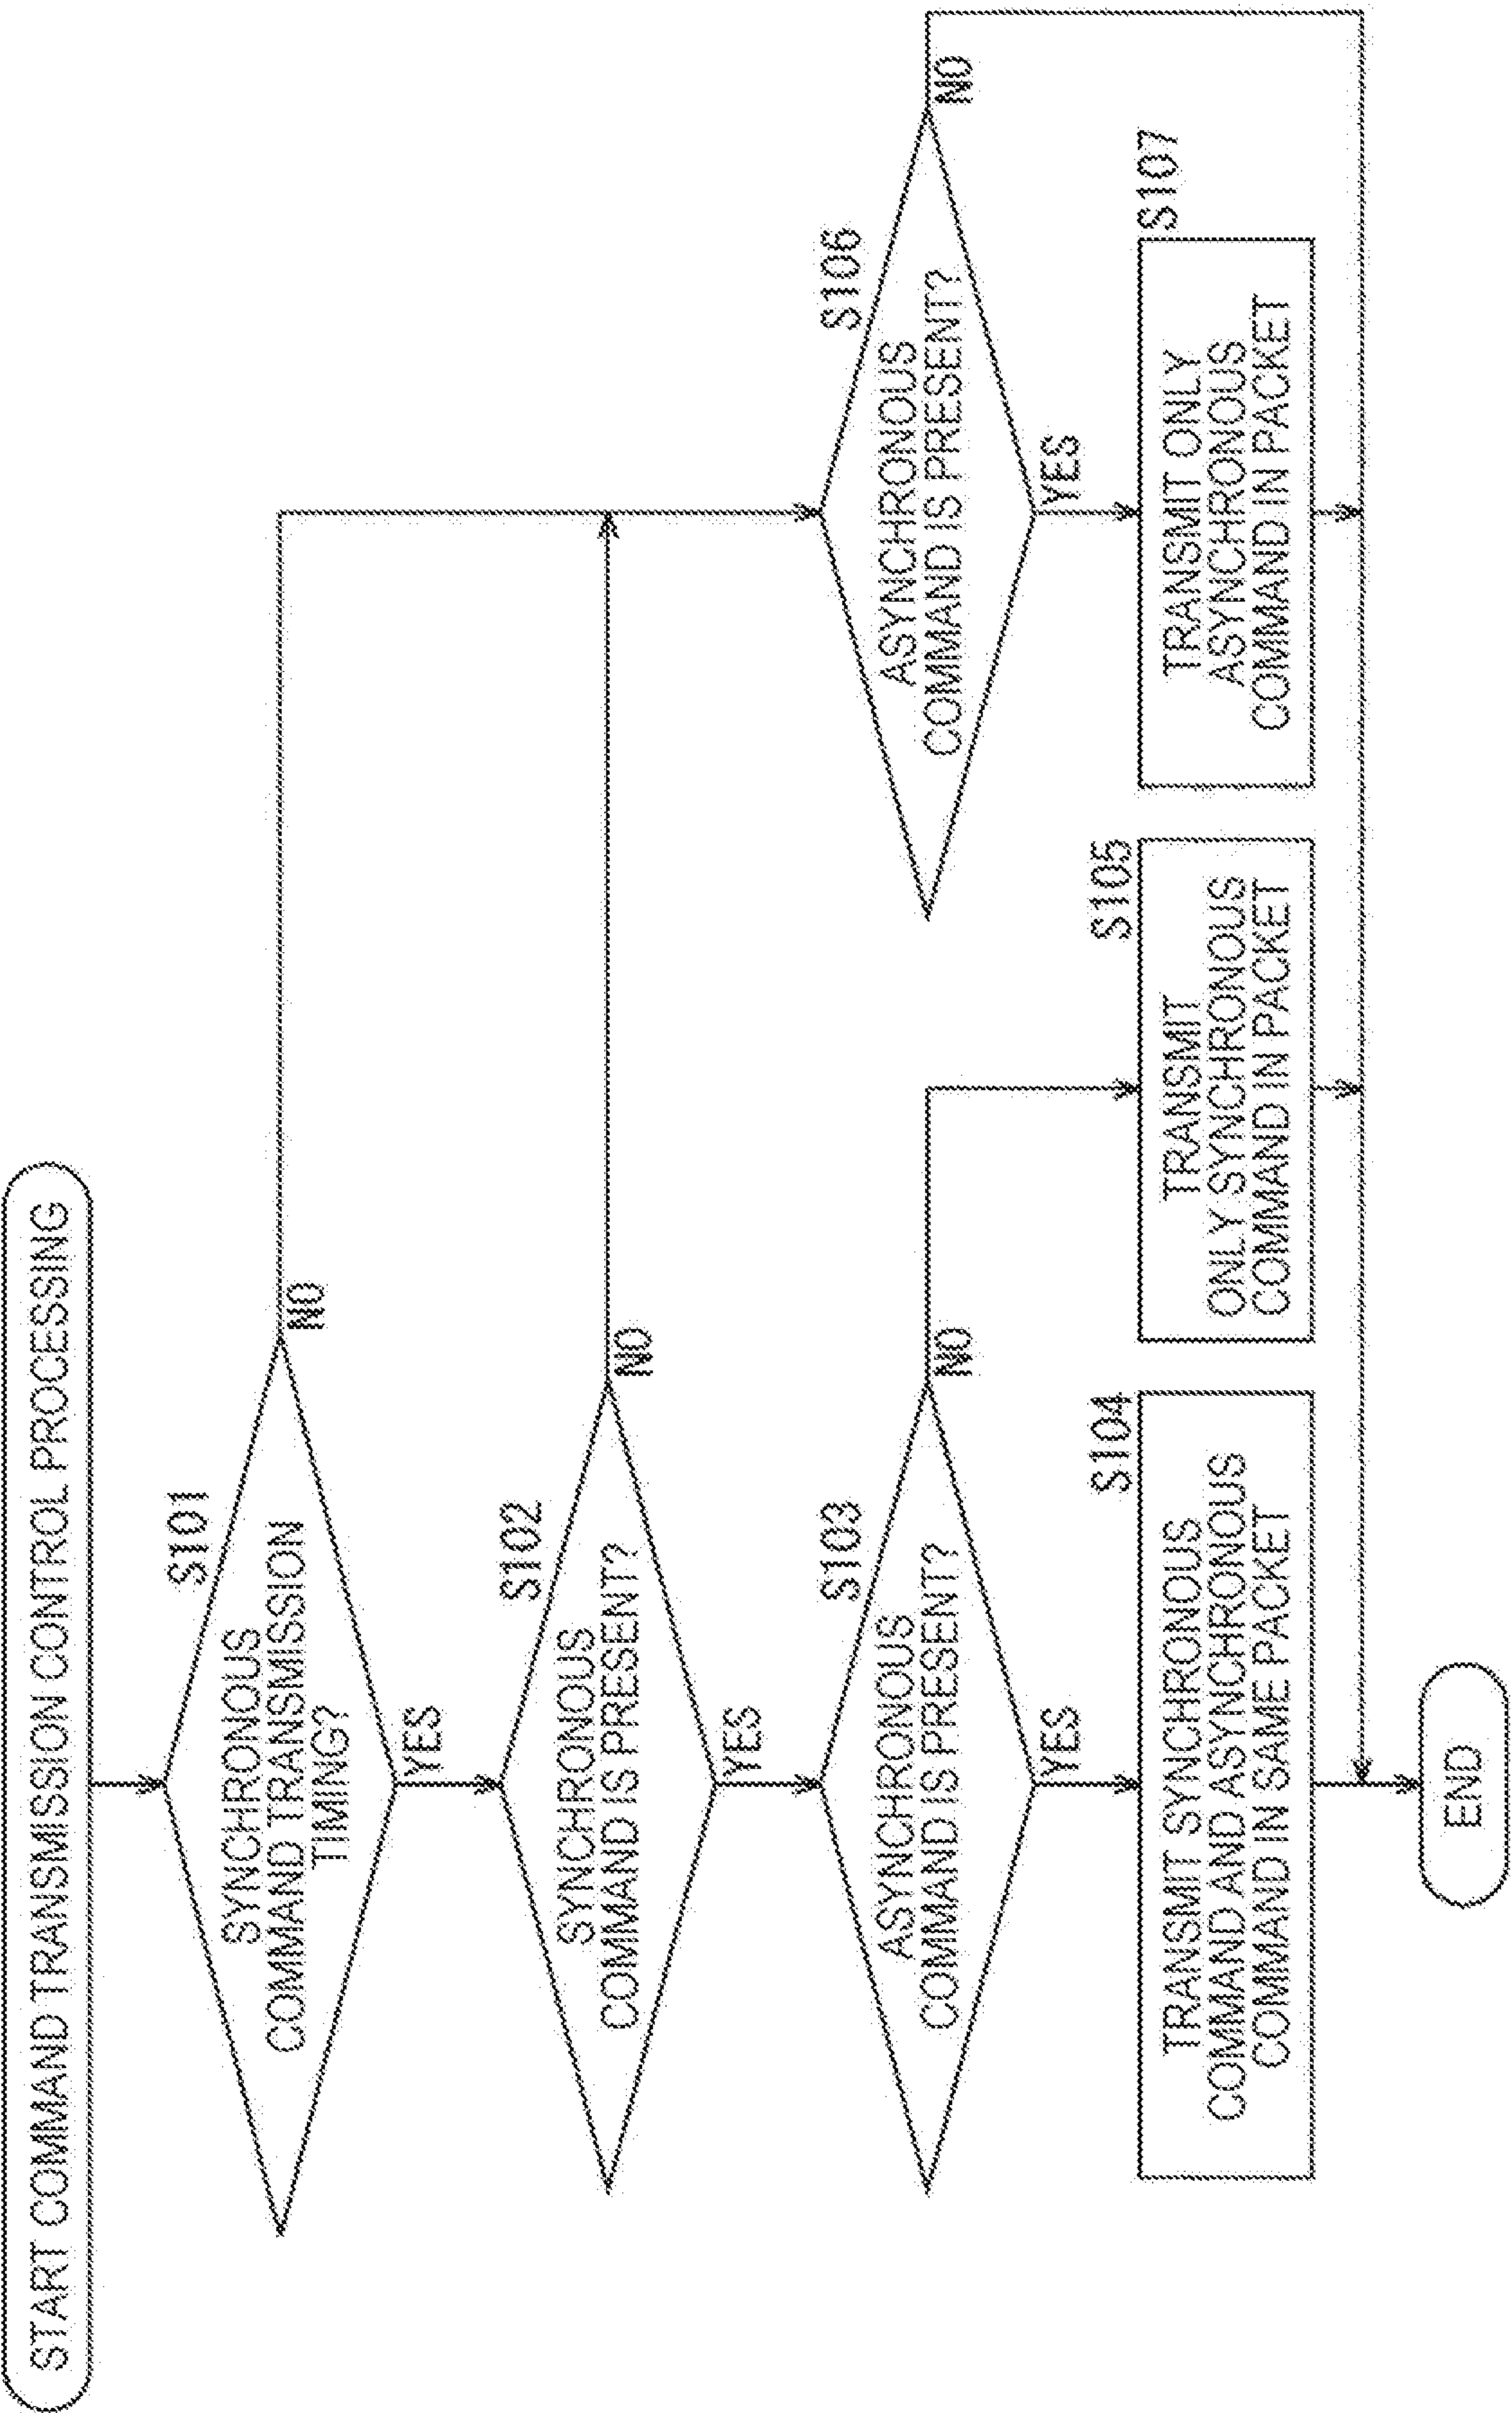 START COMMAND TRANSMISSION CONTROL PROCESSING
S101
SYNCHRONOUS
COMMAND TRANSMISSION
TIMING?
NO
YES
S102
SYNCHRONOUS
COMMAND IS PRESENT?
NO
YES
S103
ASYNCHRONOUS
COMMAND IS PRESENT?
NO
YES
S106
ASYNCHRONOUS
COMMAND IS PRESENT?
NO
YES
S104
TRANSMIT SYNCHRONOUS
COMMAND AND ASYNCHRONOUS
COMMAND IN SAME PACKET
S105
TRANSMIT
ONLY SYNCHRONOUS
COMMAND IN PACKET
S107
TRANSMIT ONLY
ASYNCHRONOUS
COMMAND IN PACKET
END